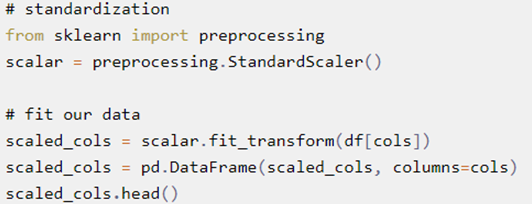 # standardization
from sklearn import preprocessing
scalar = preprocessing.StandardScaler()
# fit our data
scaled_cols = scalar.fit_transform(df[cols])
scaled_cols = pd.DataFrame(scaled_cols, columns=cols)
scaled_cols.head()